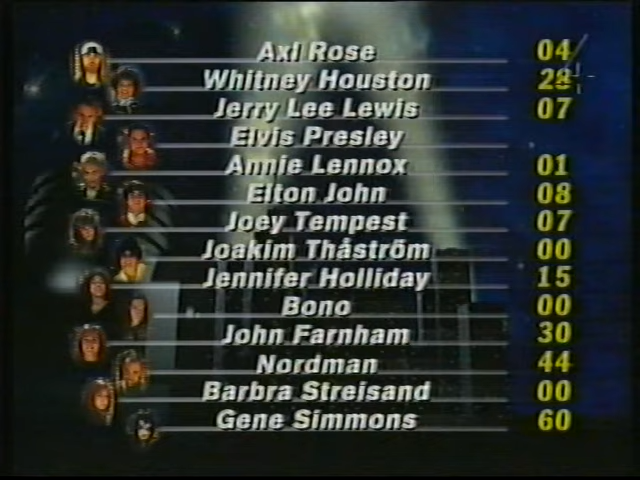 Axl Rose 04
Whitney Houston 28
Jerry Lee Lewis 07
Elvis Presley
Annie Lennox 01
Elton John 08
Joey Tempest 07
Joakim Thåström 00
Jennifer Holliday 15
Bono 00
John Farnham 30
Nordman 44
Barbra Streisand 00
Gene Simmons 60